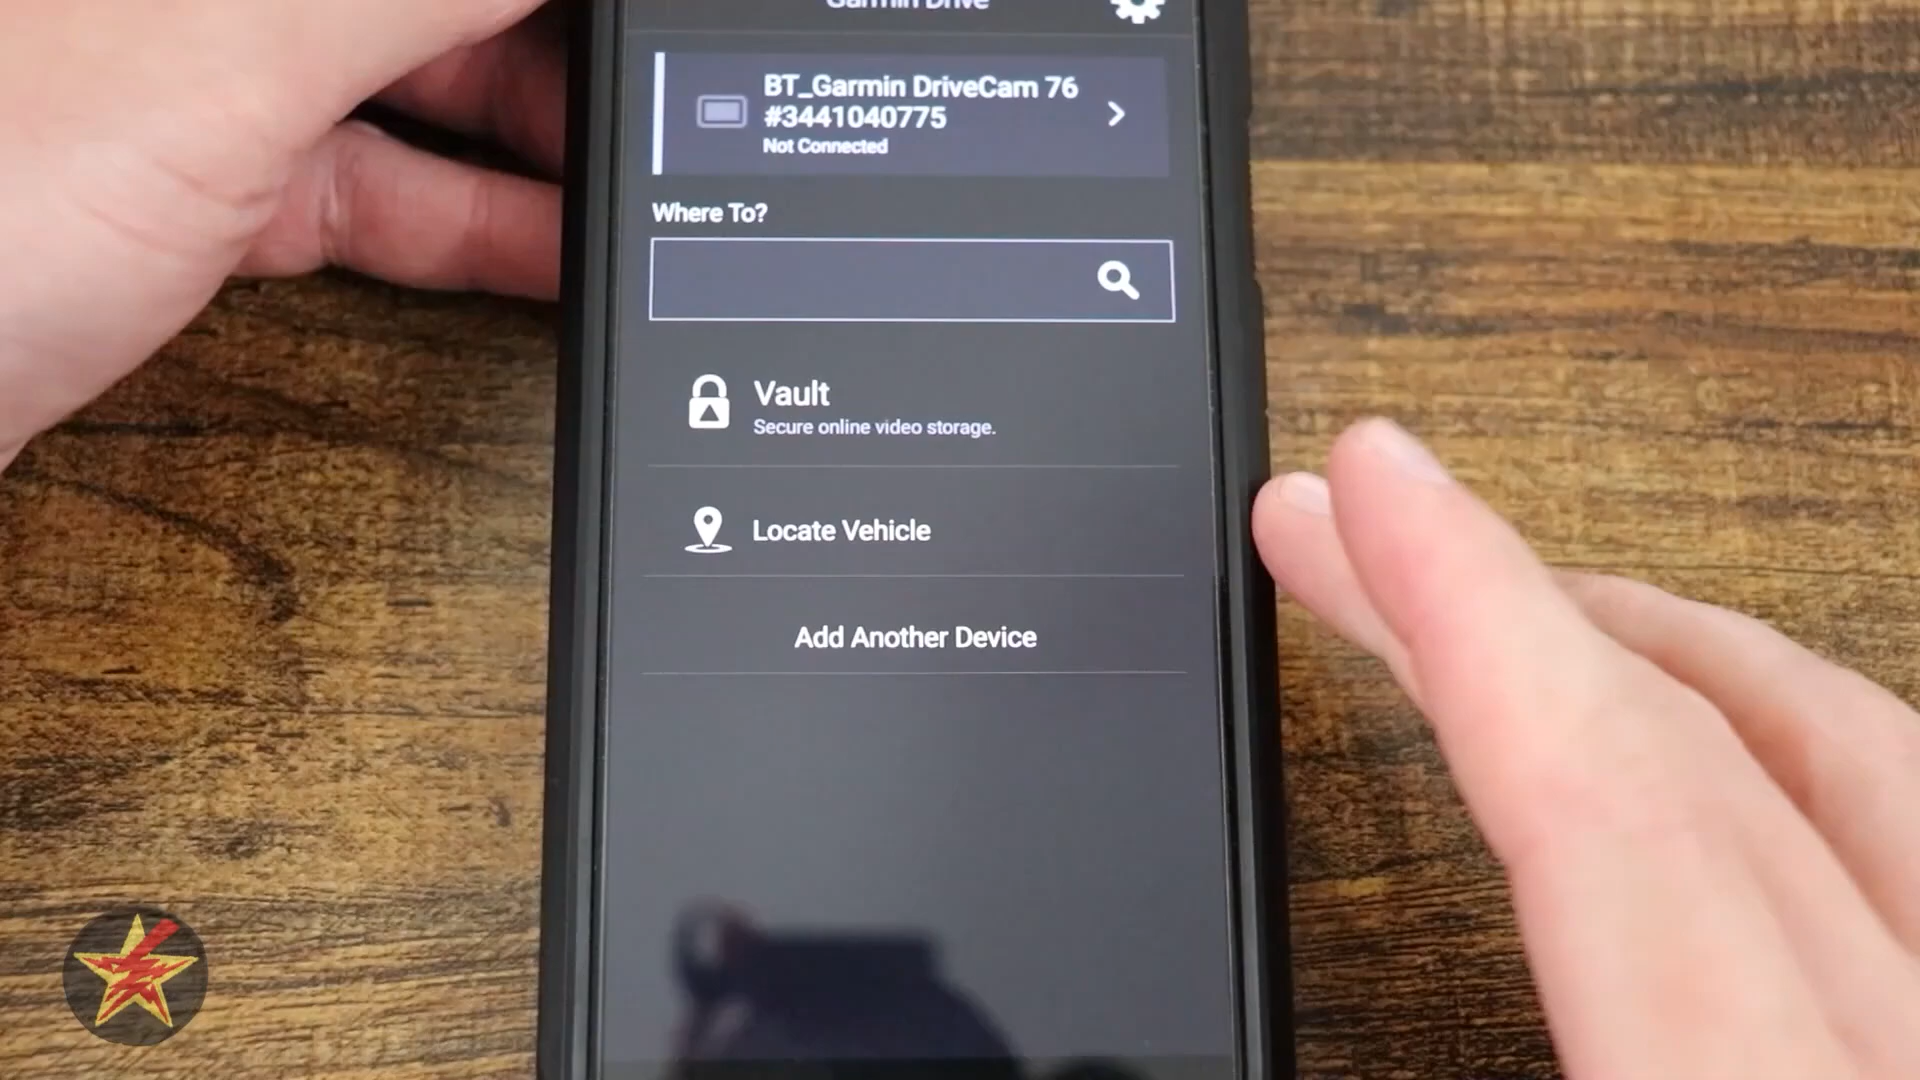 Garmin Drive
BT_Garmin DriveCam 76
#3441040775
Not Connected
Where To?
Vault
Secure online video storage.
Locate Vehicle
Add Another Device